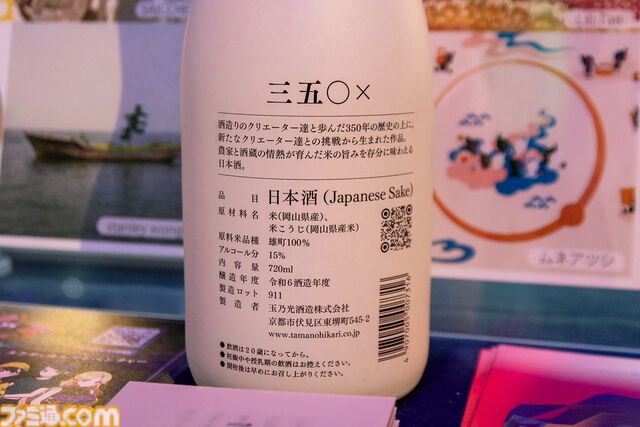 LiLi Tae
三五〇×
酒造りのクリエーター達と歩んだ350年の歴史の上に、
新たなクリエーター達との挑戦から生まれた作品。
農家と酒蔵の情熱が育んだ米の旨みを存分に味わえる
日本酒。
品目 日本酒 (Japanese Sake)
原材料名 米(岡山県産)、
米こうじ(岡山県産米)
原料米品種 雄町100%
アルコール分 15%
内容量 720ml
醸造年度 令和6酒造年度
製造ロット 911
製造者 玉乃光酒造株式会社
京都市伏見区東堺町545-2
www.tamanohikari.co.jp
●飲酒は20歳になってから。
●妊娠中や授乳期の飲酒はお控えください。
●開栓後は早めにお召し上がりください。
4907005007316
ムネアツシ
ファミ通.com